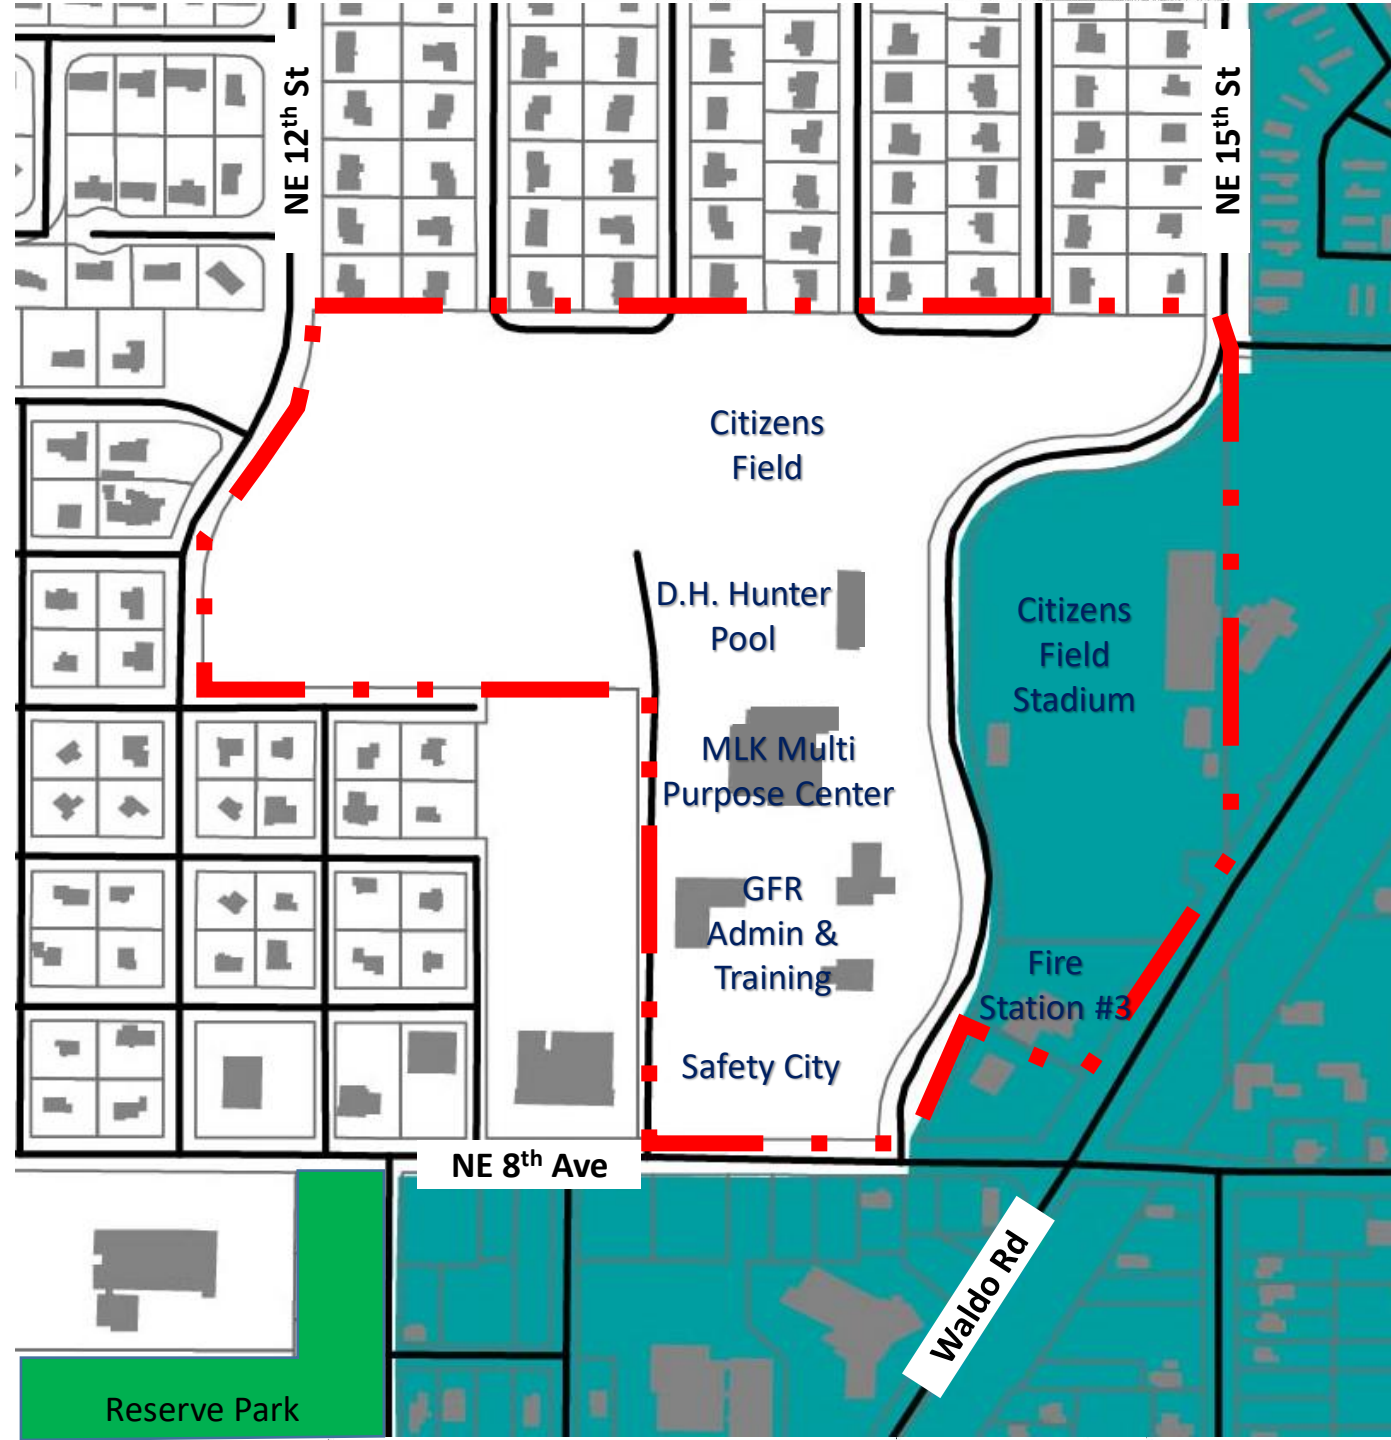 NE 12th St
NE 15th St
Citizens
Field
D.H. Hunter
Pool
Citizens
Field
Stadium
MLK Multi
Purpose Center
GFR
Admin &
Training
Fire
Station #3
Safety City
NE 8th Ave
Waldo Rd
Reserve Park